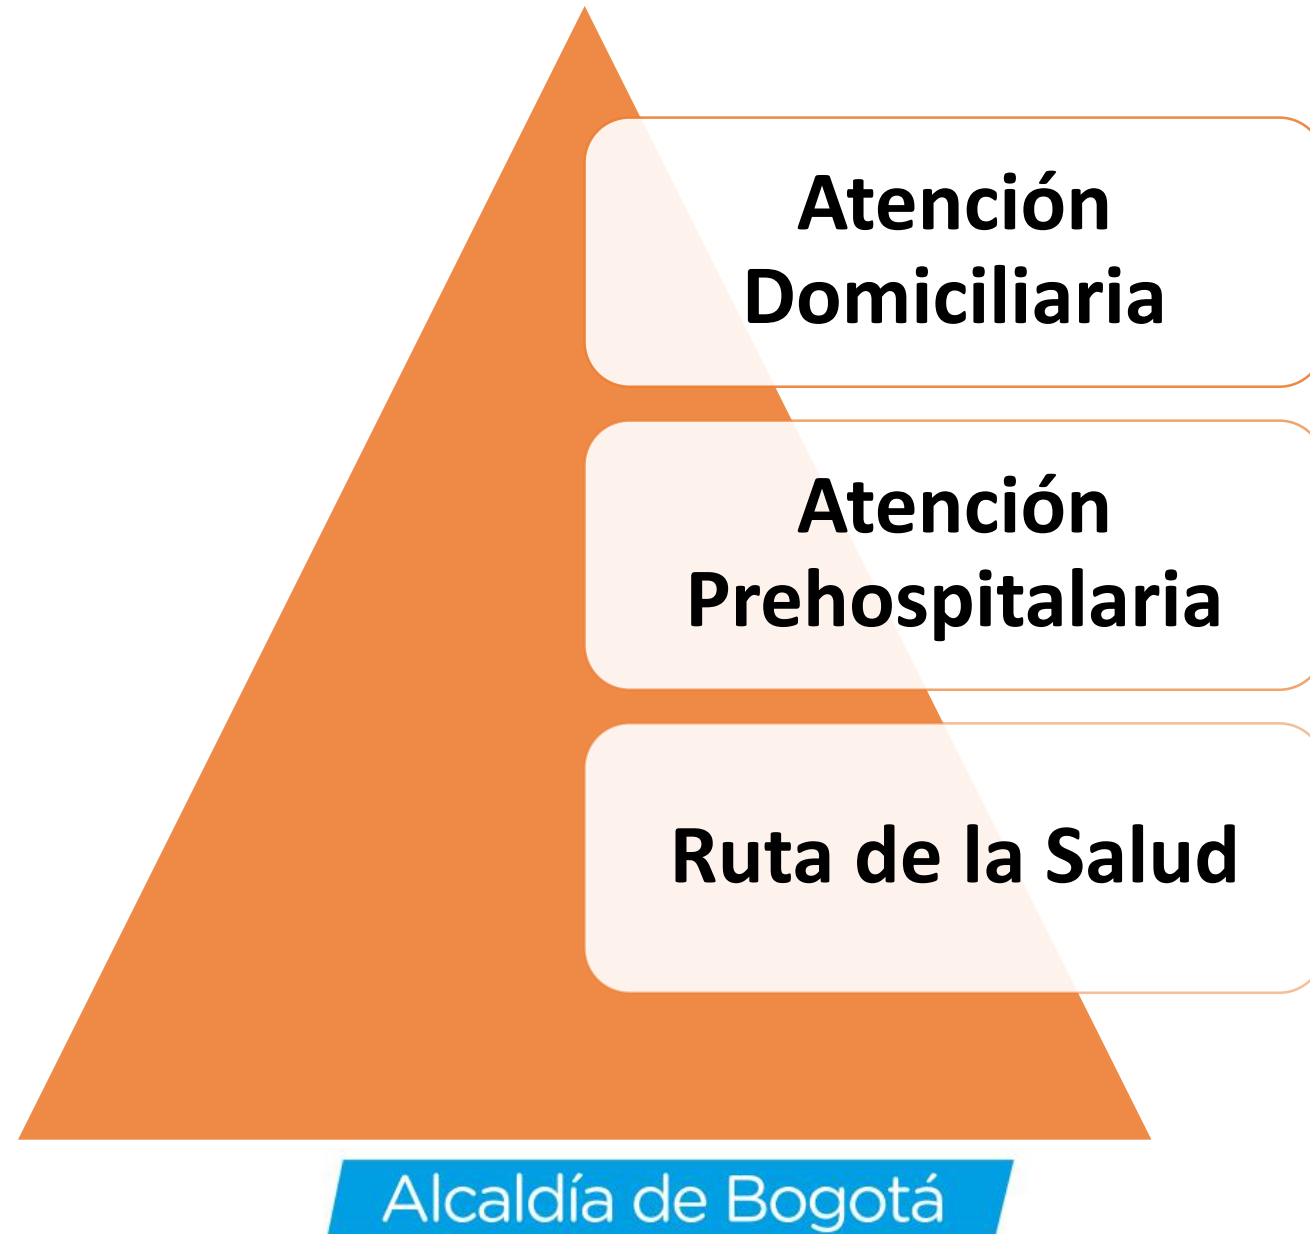 Atención
Domiciliaria
Atención
Prehospitalaria
Ruta de la Salud
Alcaldía de Bogotá